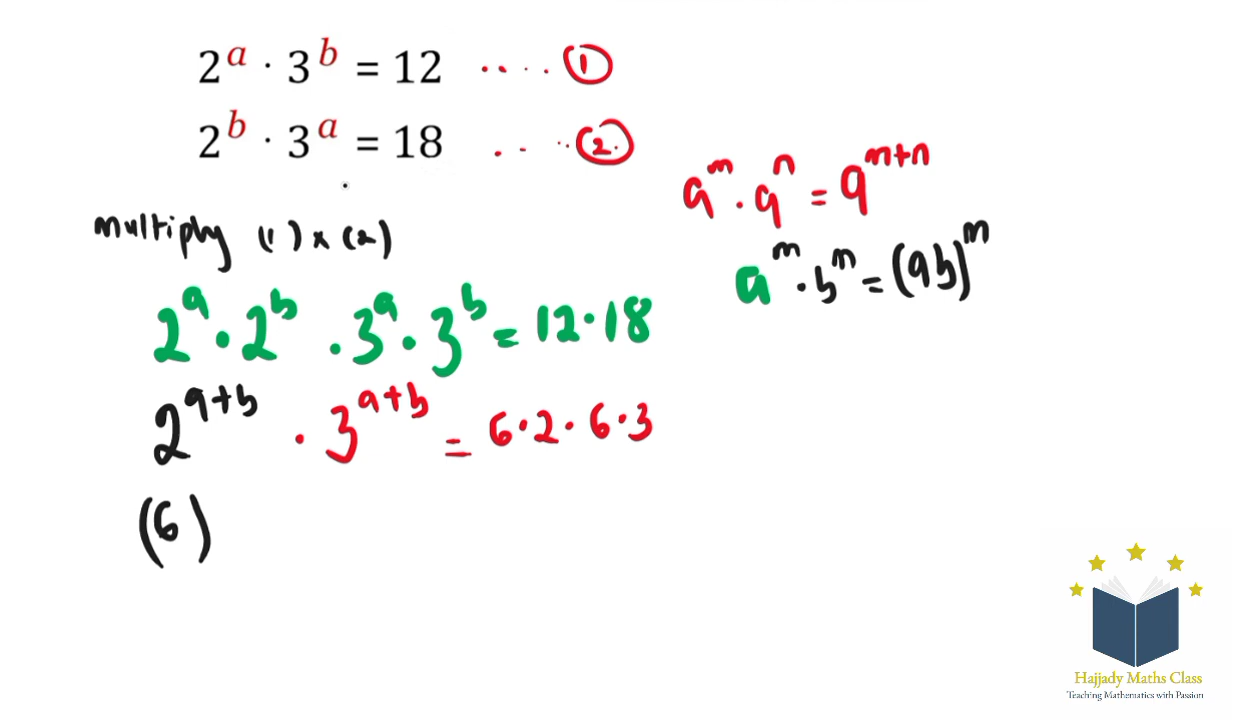 2^a · 3^b = 12 .... ①
2^b · 3^a = 18 .... ②
multiply (1) × (2)
2^a · 2^b · 3^a · 3^b = 12 · 18
2^{a+b} · 3^{a+b} = 6 · 2 · 6 · 3
(6)
a^m · a^n = a^{m+n}
a^m · b^m = (ab)^m
Hajjady Maths Class
Teaching Mathematics with Passion